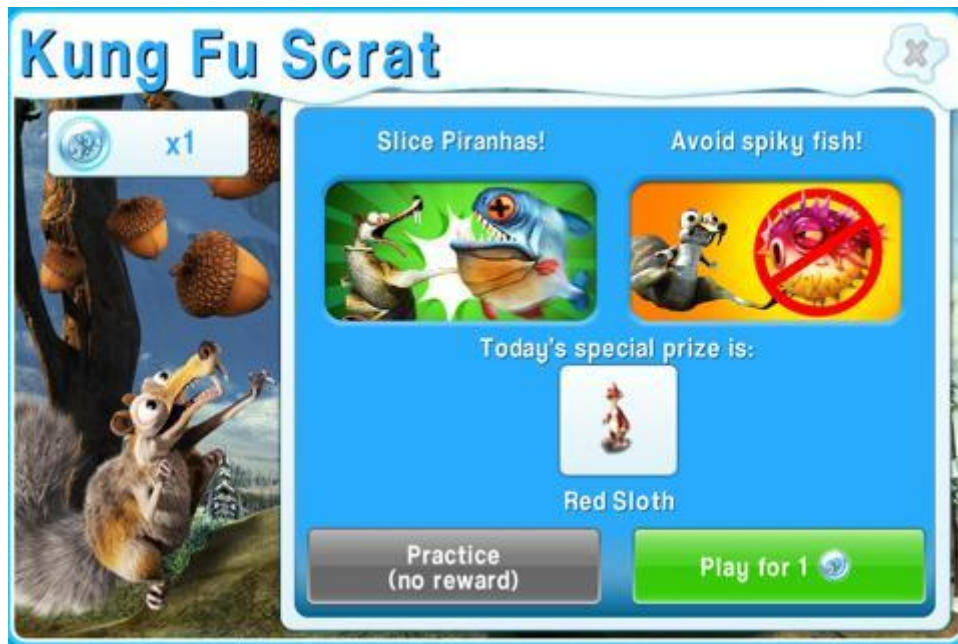 Kung Fu Scrat
x1
Slice Piranhas!
Avoid spiky fish!
Today's special prize is:
Red Sloth
Practice
(no reward)
Play for 1